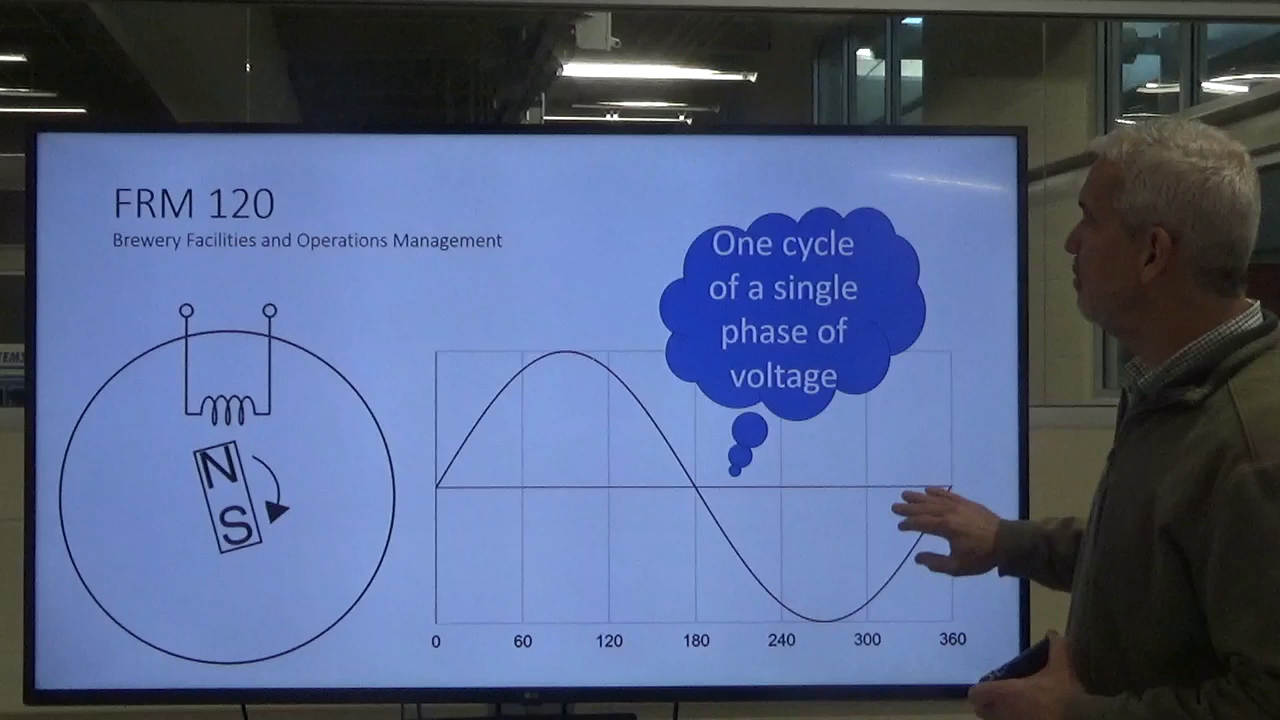 FRM 120
Brewery Facilities and Operations Management
One cycle
of a single
phase of
voltage
N
S
0 60 120 180 240 300 360
LG